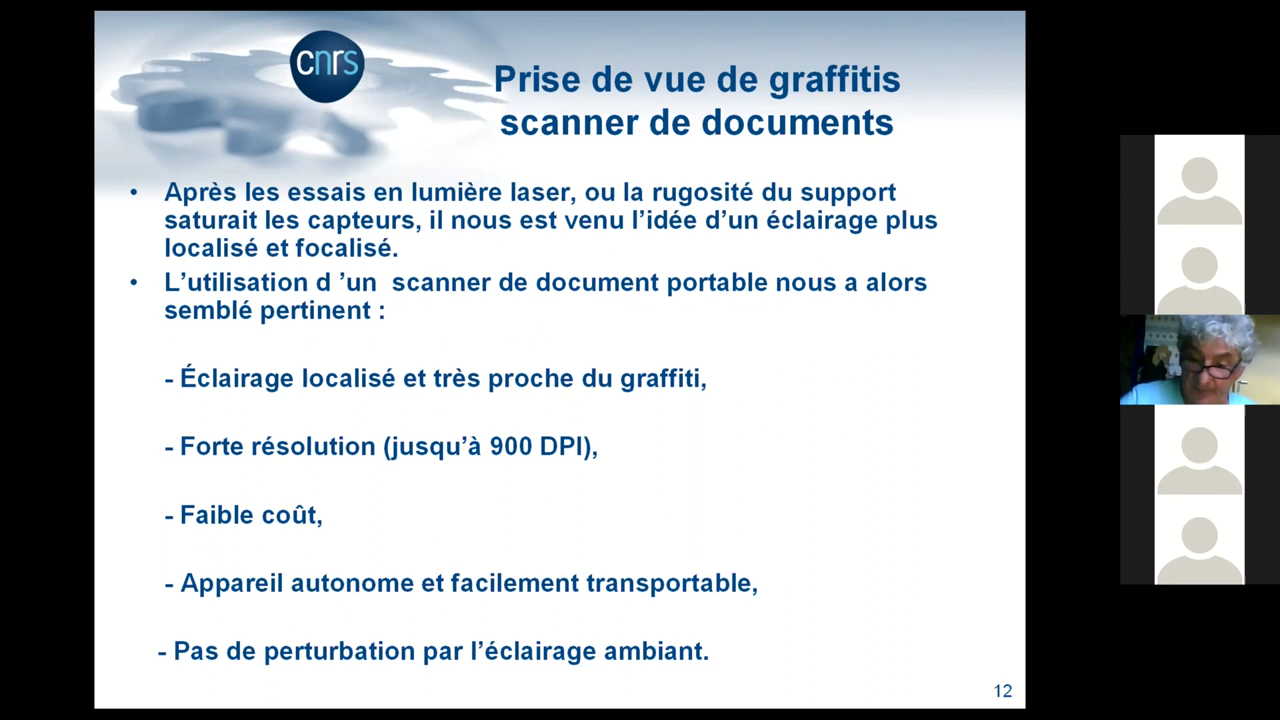 cnrs
Prise de vue de graffitis
scanner de documents
• Après les essais en lumière laser, ou la rugosité du support
saturait les capteurs, il nous est venu l’idée d’un éclairage plus
localisé et focalisé.
• L’utilisation d ’un  scanner de document portable nous a alors
semblé pertinent :
- Éclairage localisé et très proche du graffiti,
- Forte résolution (jusqu’à 900 DPI),
- Faible coût,
- Appareil autonome et facilement transportable,
- Pas de perturbation par l’éclairage ambiant.
12